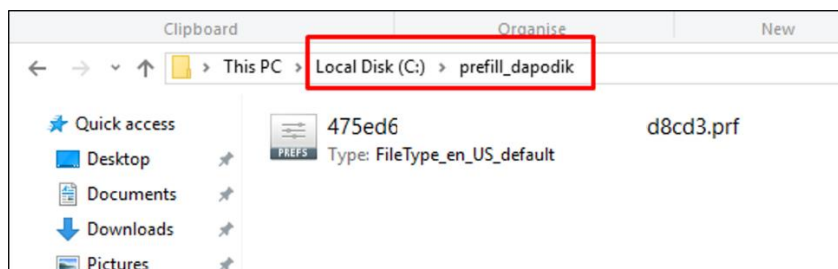 Clipboard
Organise
New
This PC > Local Disk (C:) > prefill_dapodik
Quick access
475ed6 d8cd3.prf
PREFS
Type: FileType_en_US_default
Desktop
Documents
Downloads
Pictures